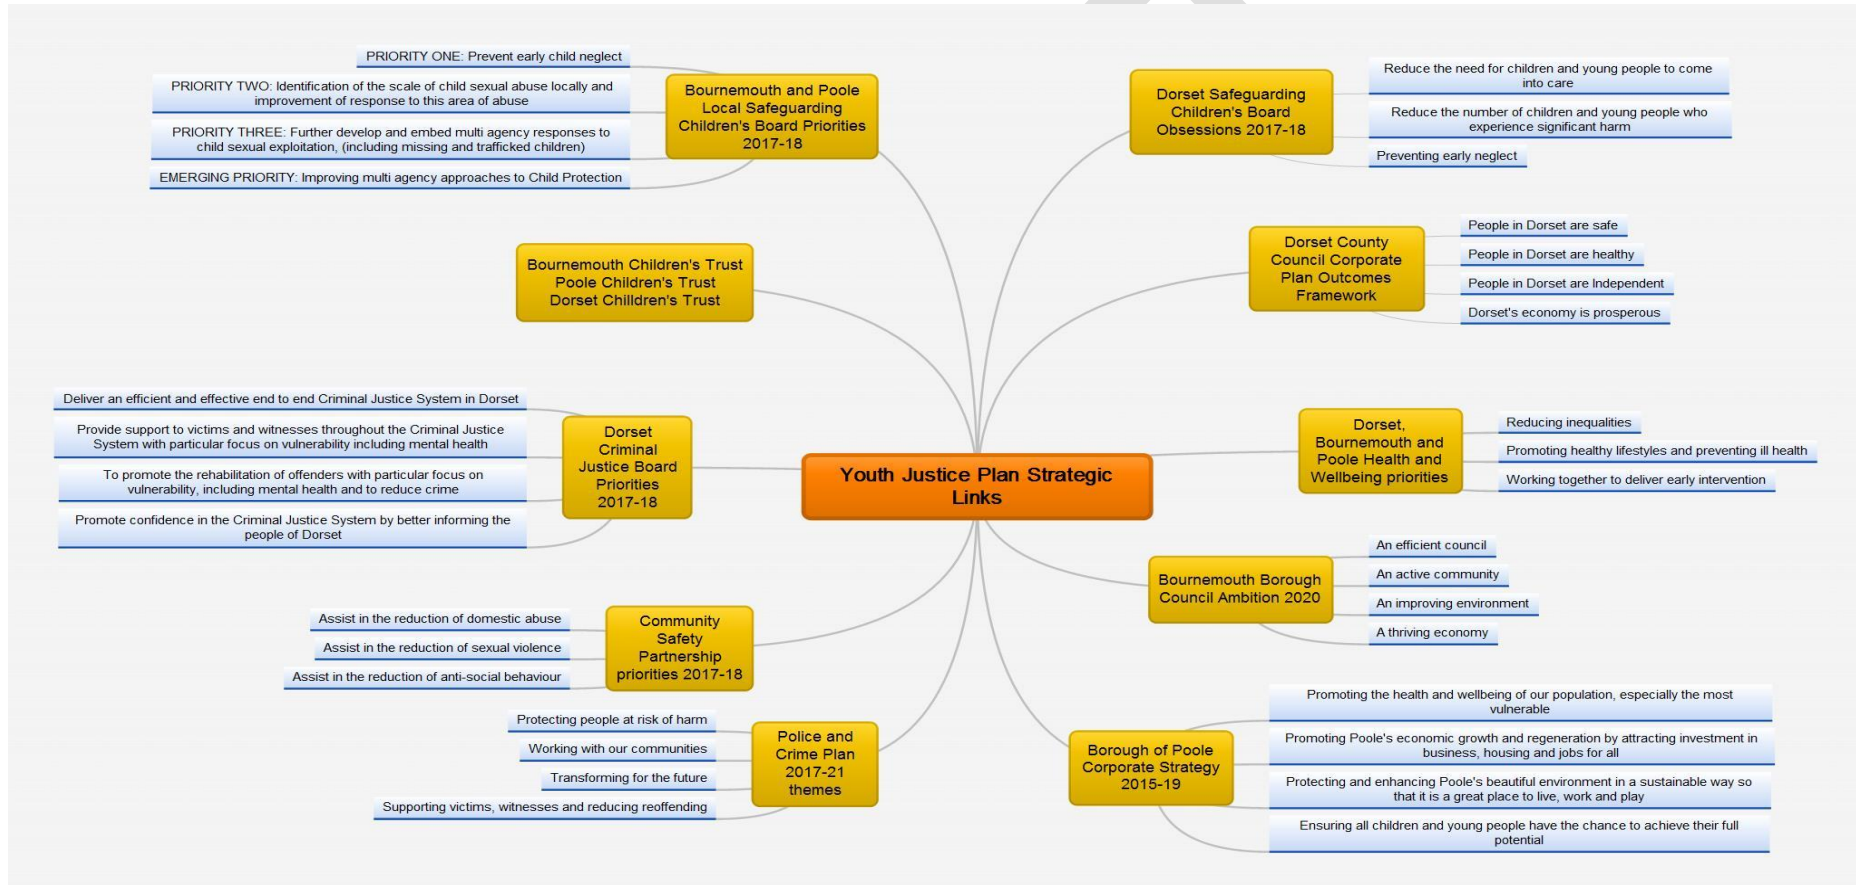 PRIORITY ONE: Prevent early child neglect
PRIORITY TWO: Identification of the scale of child sexual abuse locally and
improvement of response to this area of abuse
PRIORITY THREE: Further develop and embed multi agency responses to
child sexual exploitation, (including missing and trafficked children)
EMERGING PRIORITY: Improving multi agency approaches to Child Protection
Bournemouth and Poole
Local Safeguarding
Children's Board Priorities
2017-18
Bournemouth Children's Trust
Poole Children's Trust
Dorset Chilldren's Trust
Deliver an efficient and effective end to end Criminal Justice System in Dorset
Provide support to victims and witnesses throughout the Criminal Justice
System with particular focus on vulnerability including mental health
To promote the rehabilitation of offenders with particular focus on
vulnerability, including mental health and to reduce crime
Promote confidence in the Criminal Justice System by better informing the
people of Dorset
Dorset
Criminal
Justice Board
Priorities
2017-18
Assist in the reduction of domestic abuse
Assist in the reduction of sexual violence
Assist in the reduction of anti-social behaviour
Community
Safety
Partnership
priorities 2017-18
Protecting people at risk of harm
Working with our communities
Transforming for the future
Supporting victims, witnesses and reducing reoffending
Police and
Crime Plan
2017-21
themes
Youth Justice Plan Strategic
Links
Dorset Safeguarding
Children's Board
Obsessions 2017-18
Reduce the need for children and young people to come
into care
Reduce the number of children and young people who
experience significant harm
Preventing early neglect
Dorset County
Council Corporate
Plan Outcomes
Framework
People in Dorset are safe
People in Dorset are healthy
People in Dorset are Independent
Dorset's economy is prosperous
Dorset,
Bournemouth and
Poole Health and
Wellbeing priorities
Reducing inequalities
Promoting healthy lifestyles and preventing ill health
Working together to deliver early intervention
Bournemouth Borough
Council Ambition 2020
An efficient council
An active community
An improving environment
A thriving economy
Borough of Poole
Corporate Strategy
2015-19
Promoting the health and wellbeing of our population, especially the most
vulnerable
Promoting Poole's economic growth and regeneration by attracting investment in
business, housing and jobs for all
Protecting and enhancing Poole's beautiful environment in a sustainable way so
that it is a great place to live, work and play
Ensuring all children and young people have the chance to achieve their full
potential